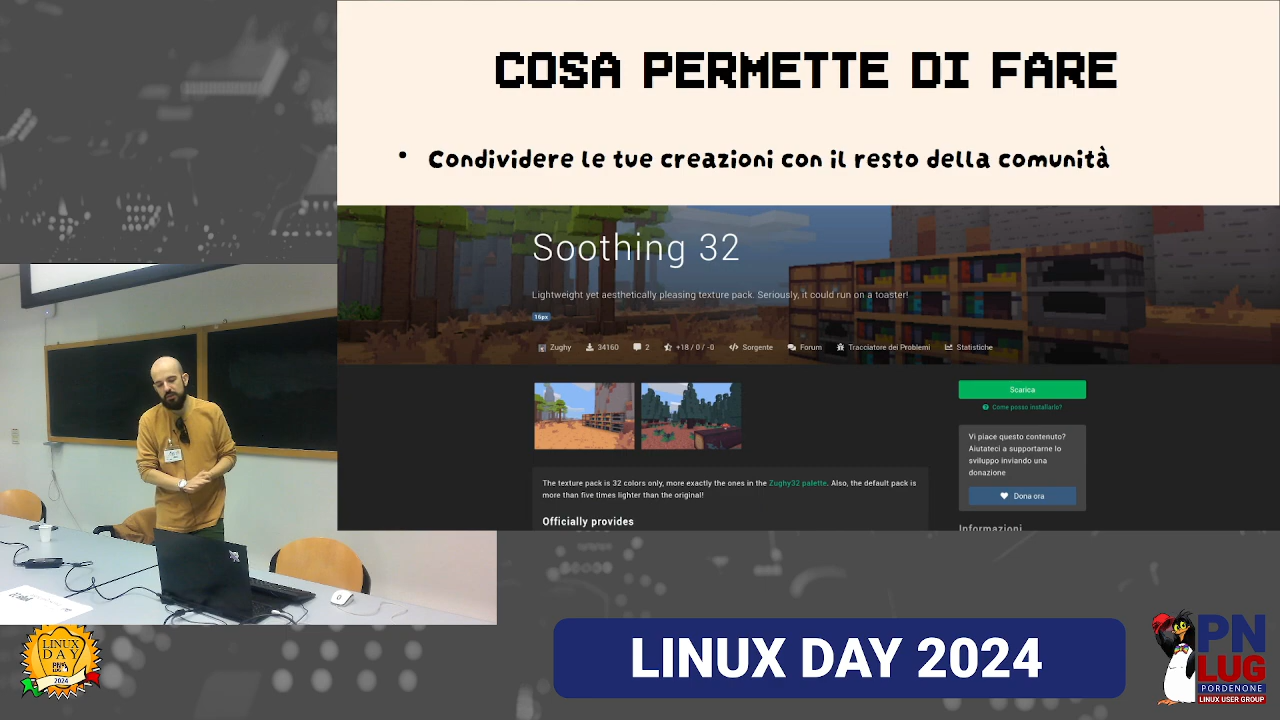 COSA PERMETTE DI FARE
• Condividere le tue creazioni con il resto della comunità
Soothing 32
Lightweight yet aesthetically pleasing texture pack. Seriously, it could run on a toaster!
16px
Zughy 34160 2 +18 / 0 / -0 Sorgente Forum Tracciatore dei Problemi Statistiche
Scarica
Come posso installarlo?
Vi piace questo contenuto?
Aiutateci a supportarne lo
sviluppo inviando una
donazione
Dona ora
Informazioni
The texture pack is 32 colors only, more exactly the ones in the Zughy32 palette. Also, the default pack is
more than five times lighter than the original!
Officially provides
LINUX
DAY
2024
LINUX DAY 2024
PN
LUG
PORDENONE
LINUX USER GROUP